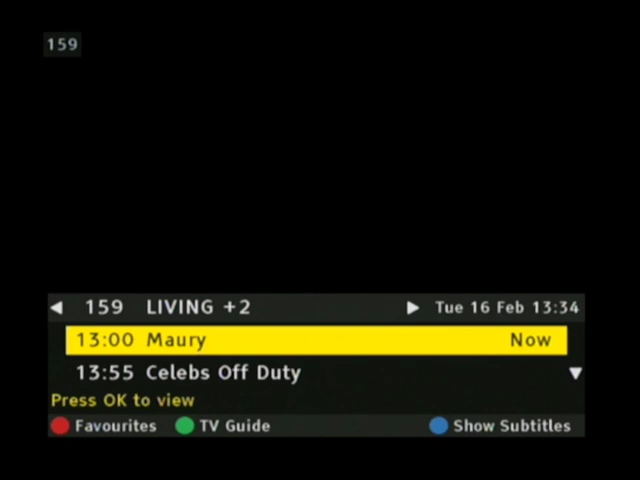 159
159 LIVING +2 Tue 16 Feb 13:34
13:00 Maury Now
13:55 Celebs Off Duty
Press OK to view
Favourites TV Guide Show Subtitles